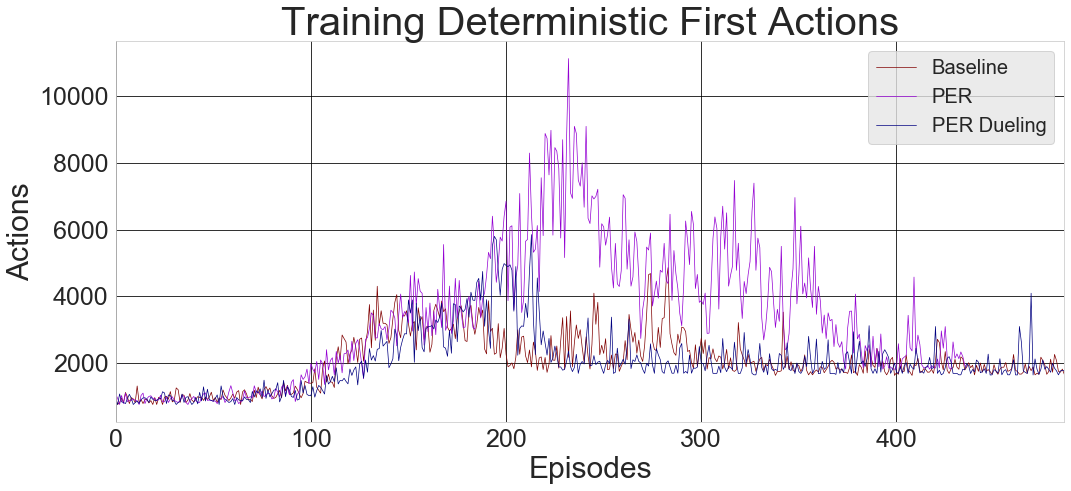 Training Deterministic First Actions
Baseline
PER
PER Dueling
10000
8000
6000
4000
2000
Actions
0 100 200 300 400
Episodes